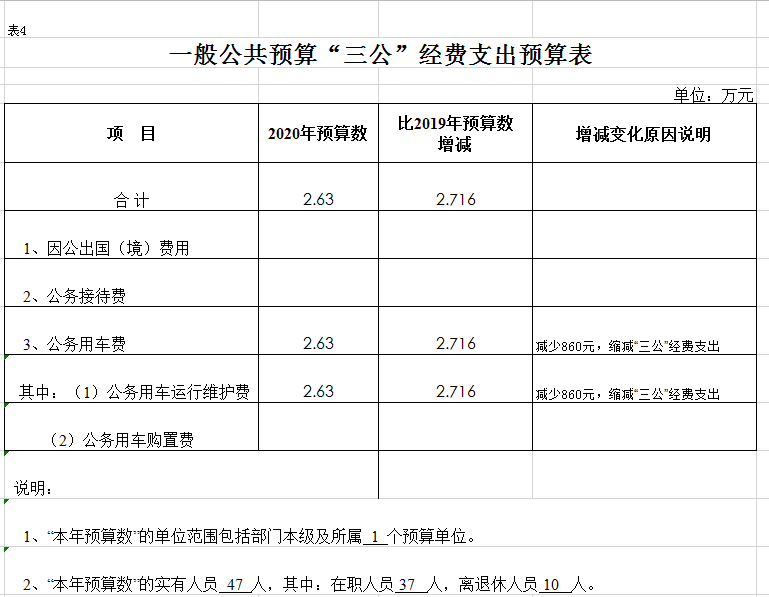 表4
一般公共预算“三公”经费支出预算表
单位：万元
项 目 2020年预算数 比2019年预算数增减 增减变化原因说明
合 计 2.63 2.716
1、因公出国（境）费用
2、公务接待费
3、公务用车费 2.63 2.716 减少860元，缩减“三公”经费支出
其中：（1）公务用车运行维护费 2.63 2.716 减少860元，缩减“三公”经费支出
（2）公务用车购置费
说明：
1、“本年预算数”的单位范围包括部门本级及所属 1 个预算单位。
2、“本年预算数”的实有人员 47 人，其中：在职人员 37 人，离退休人员 10 人。